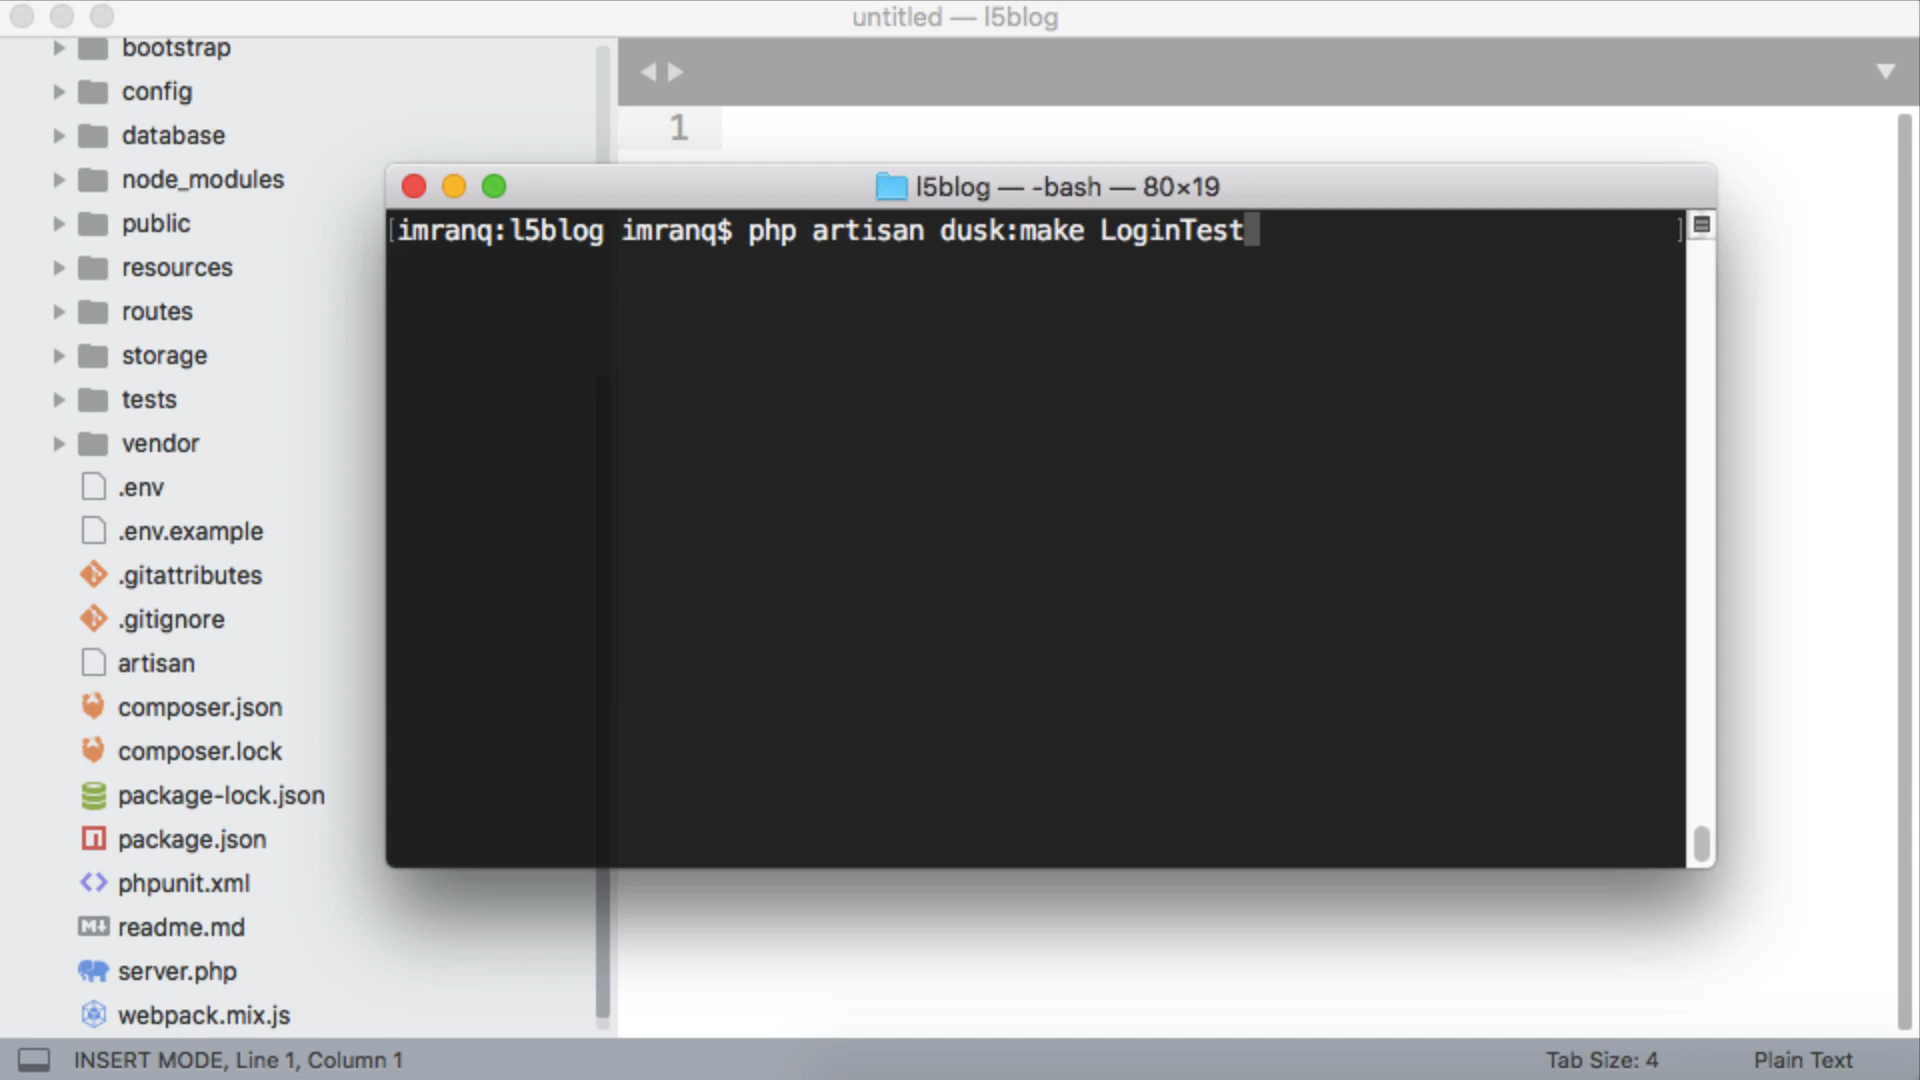 untitled — l5blog
bootstrap
config
database
node_modules
public
resources
routes
storage
tests
vendor
.env
.env.example
.gitattributes
.gitignore
artisan
composer.json
composer.lock
package-lock.json
package.json
phpunit.xml
readme.md
server.php
webpack.mix.js
1
l5blog — -bash — 80×19
[imranq:l5blog imranq$ php artisan dusk:make LoginTest ]
INSERT MODE, Line 1, Column 1
Tab Size: 4
Plain Text